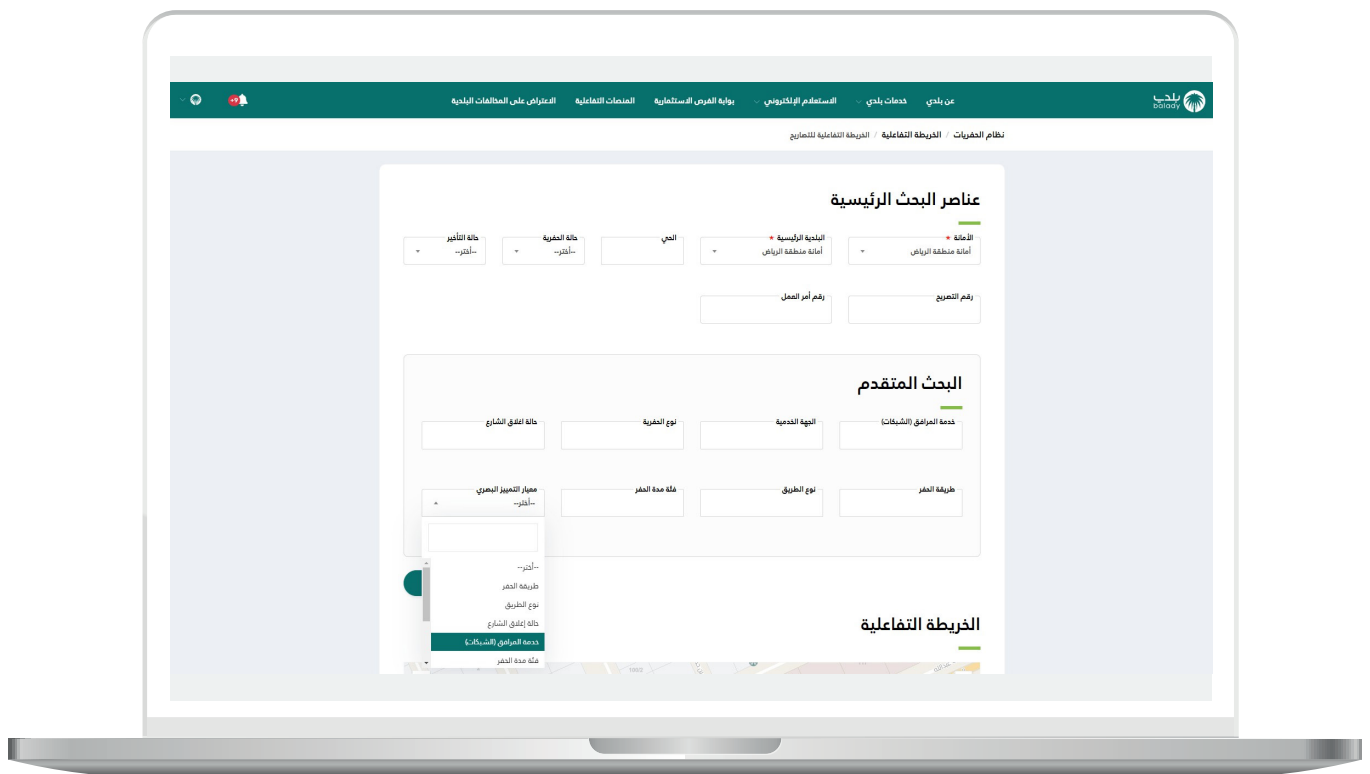 بلدي
balady
عن بلدي
خدمات بلدي
الاستعلام الإلكتروني
بوابة الفرص الاستثمارية
المنصات التفاعلية
الاعتراض على المخالفات البلدية
+9
نظام الحفريات / الخريطة التفاعلية / الخريطة التفاعلية للتصاريح
عناصر البحث الرئيسية
الأمانة *
أمانة منطقة الرياض
البلدية الرئيسية *
أمانة منطقة الرياض
الحي
حالة الحفرية
--أختر--
حالة التأخير
--أختر--
رقم التصريح
رقم أمر العمل
البحث المتقدم
خدمة المرافق (الشبكات)
الجهة الخدمية
نوع الحفرية
حالة اغلاق الشارع
طريقة الحفر
نوع الطريق
فئة مدة الحفر
معيار التمييز البصري
--أختر--
--أختر--
طريقة الحفر
نوع الطريق
حالة إغلاق الشارع
خدمة المرافق (الشبكات)
فئة مدة الحفر
الخريطة التفاعلية